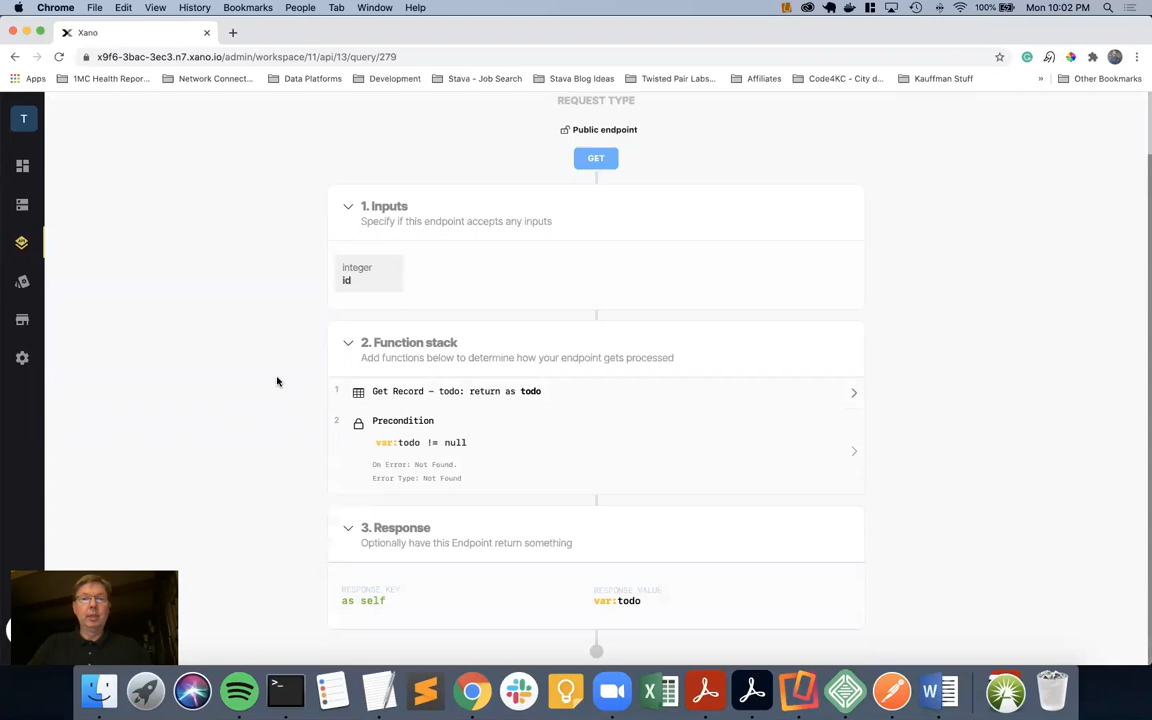 Chrome File Edit View History Bookmarks People Tab Window Help 100% Mon 10:02 PM
Xano
x9f6-3bac-3ec3.n7.xano.io/admin/workspace/11/api/13/query/279
Apps 1MC Health Repor... Network Connect... Data Platforms Development Stava - Job Search Stava Blog Ideas Twisted Pair Labs... Affiliates Code4KC - City d... Kauffman Stuff » Other Bookmarks
T
REQUEST TYPE
Public endpoint
GET
1. Inputs
Specify if this endpoint accepts any inputs
integer
id
2. Function stack
Add functions below to determine how your endpoint gets processed
1 Get Record - todo: return as todo
2 Precondition
var:todo != null
On Error: Not Found.
Error Type: Not Found
3. Response
Optionally have this Endpoint return something
RESPONSE KEY RESPONSE VALUE
as self var:todo